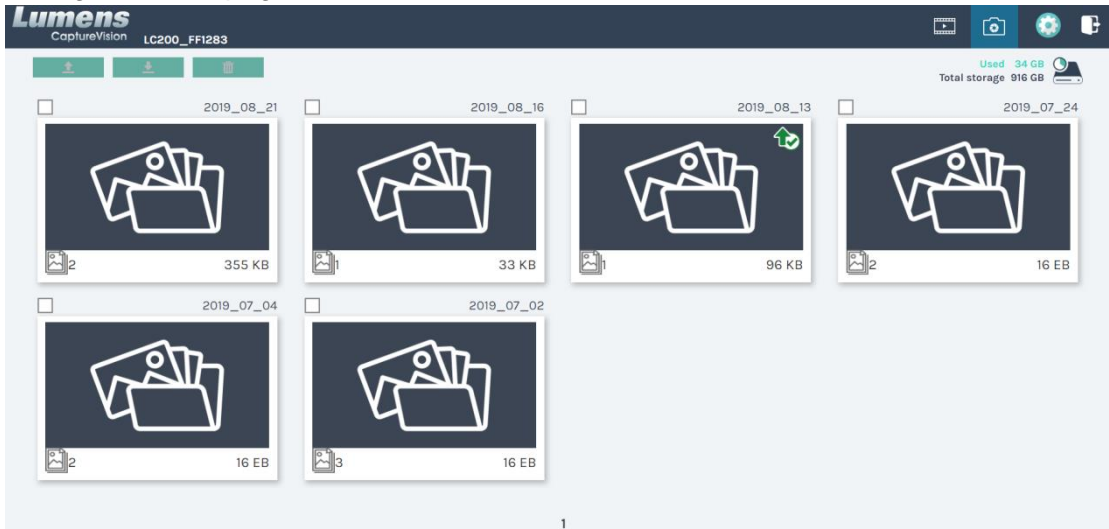 Lumens
CaptureVision LC200_FF1283
Used 34 GB
Total storage 916 GB
2019_08_21 2019_08_16 2019_08_13 2019_07_24
2 355 KB 1 33 KB 1 96 KB 2 16 EB
2019_07_04 2019_07_02
2 16 EB 3 16 EB
1